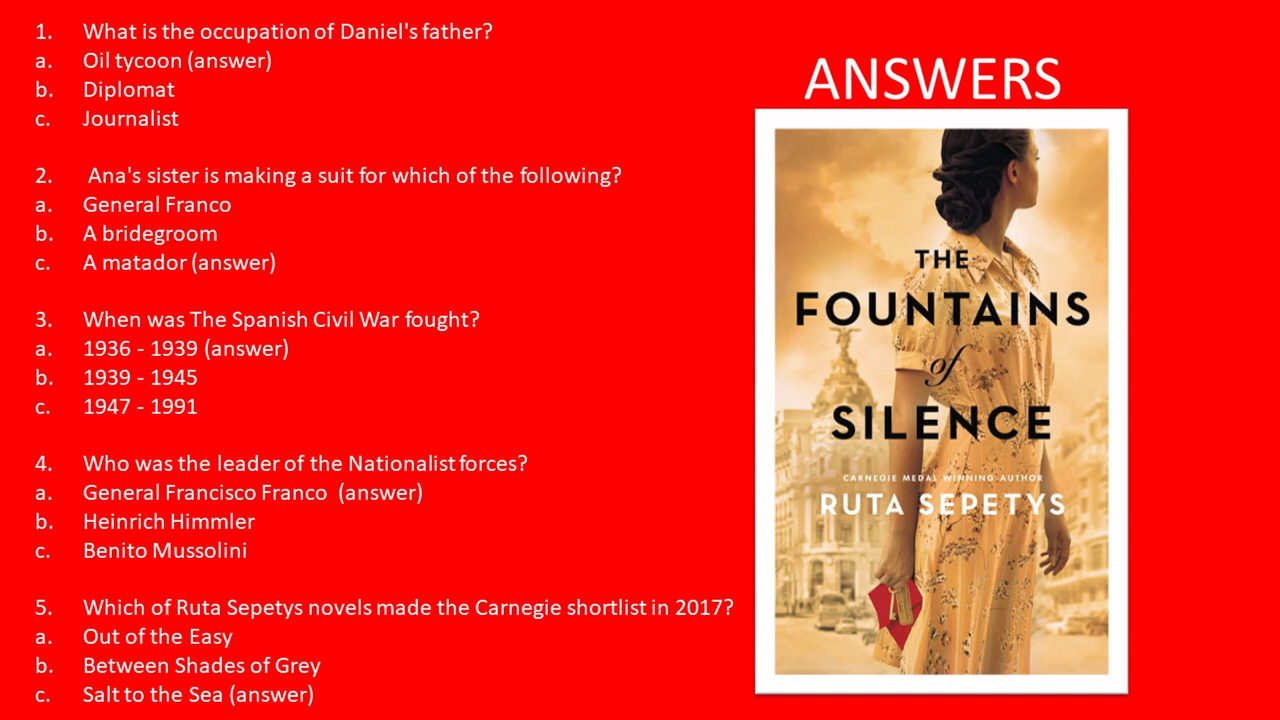 1. What is the occupation of Daniel's father?
a. Oil tycoon (answer)
b. Diplomat
c. Journalist
2. Ana's sister is making a suit for which of the following?
a. General Franco
b. A bridegroom
c. A matador (answer)
3. When was The Spanish Civil War fought?
a. 1936 - 1939 (answer)
b. 1939 - 1945
c. 1947 - 1991
4. Who was the leader of the Nationalist forces?
a. General Francisco Franco (answer)
b. Heinrich Himmler
c. Benito Mussolini
5. Which of Ruta Sepetys novels made the Carnegie shortlist in 2017?
a. Out of the Easy
b. Between Shades of Grey
c. Salt to the Sea (answer)
ANSWERS
THE
FOUNTAINS
of
SILENCE
CARNEGIE MEDAL WINNING AUTHOR
RUTA SEPETYS